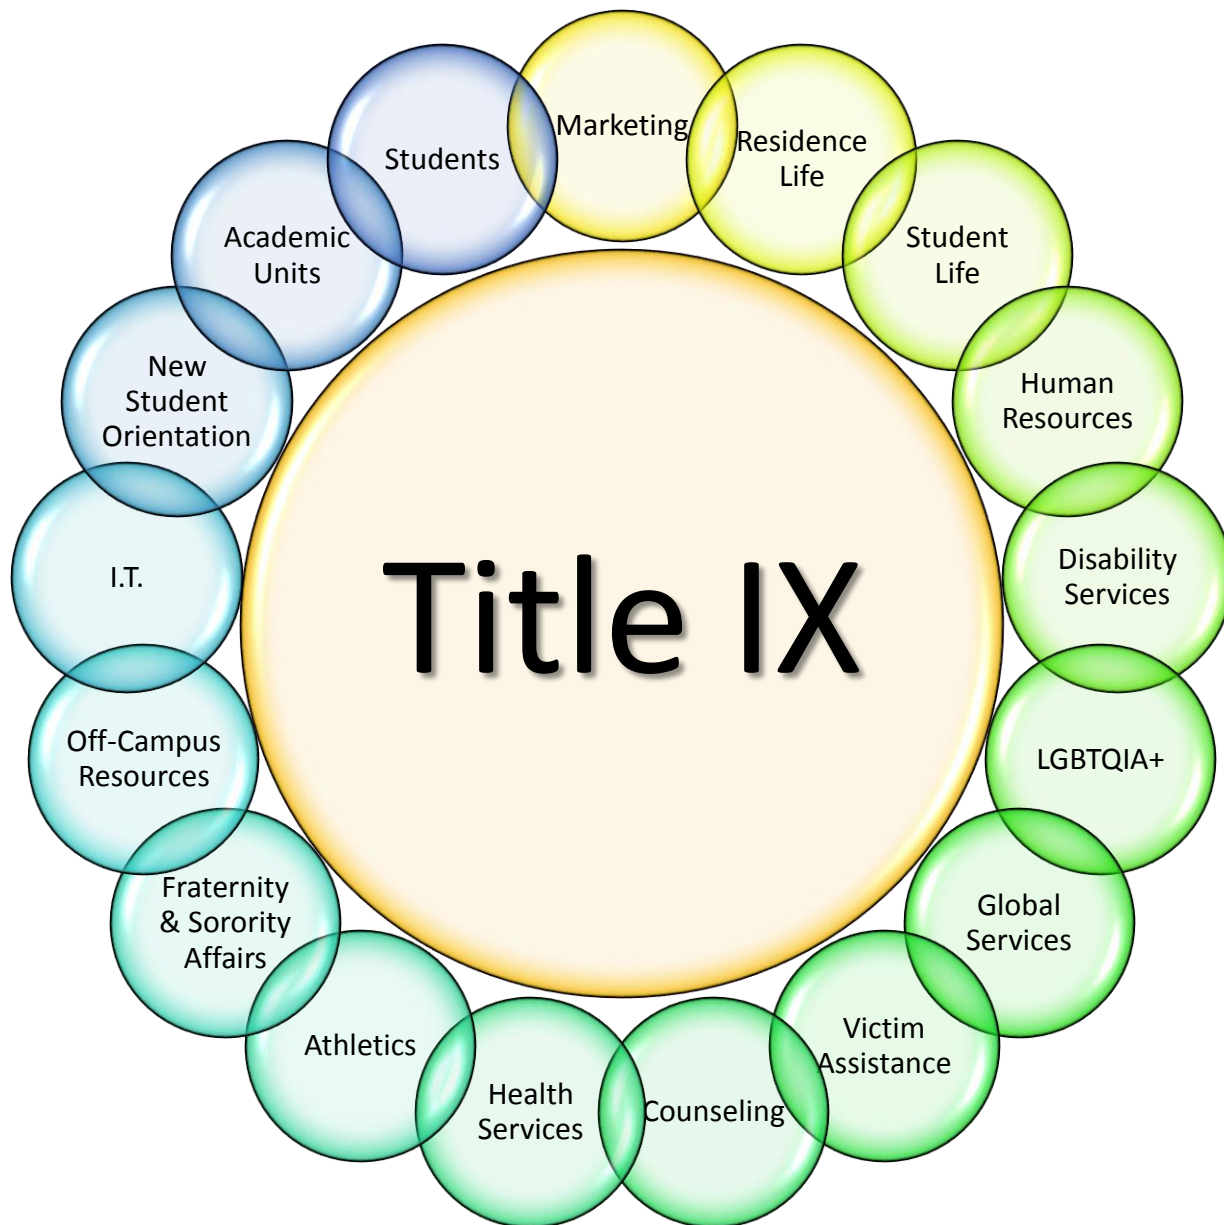 Marketing
Residence
Life
Student
Life
Human
Resources
Disability
Services
LGBTQIA+
Global
Services
Victim
Assistance
Counseling
Health
Services
Athletics
Fraternity
& Sorority
Affairs
Off-Campus
Resources
I.T.
New
Student
Orientation
Academic
Units
Students
Title IX